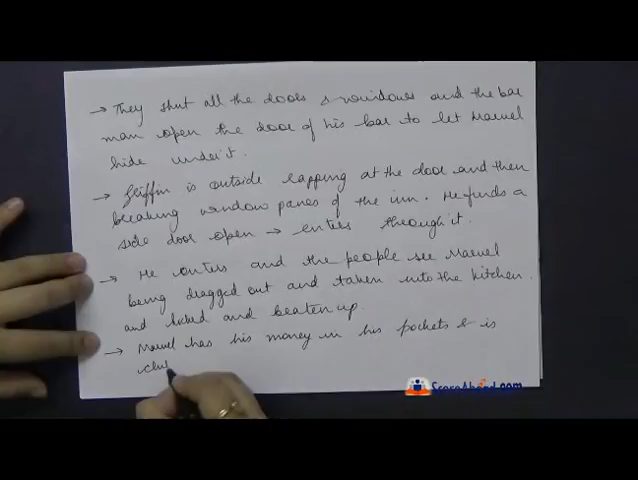 → They shut all the doors & windows and the bar
man open the door of his bar to let Marvel
hide under it.
→ Griffin is outside rapping at the door and then
breaking window panes of the inn. He finds a
side door open → enters through it.
→ He enters and the people see Marvel
being dragged out and taken into the kitchen
and kicked and beaten up.
→ Marvel has his money in his pockets & is
ScoreAhead.com